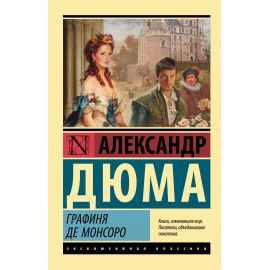 АЛЕКСАНДР
ДЮМА
ГРАФИНЯ
ДЕ МОНСОРО
Книги, изменившие мир.
Писатели, объединившие
поколения.
ЭКСКЛЮЗИВНАЯ КЛАССИКА